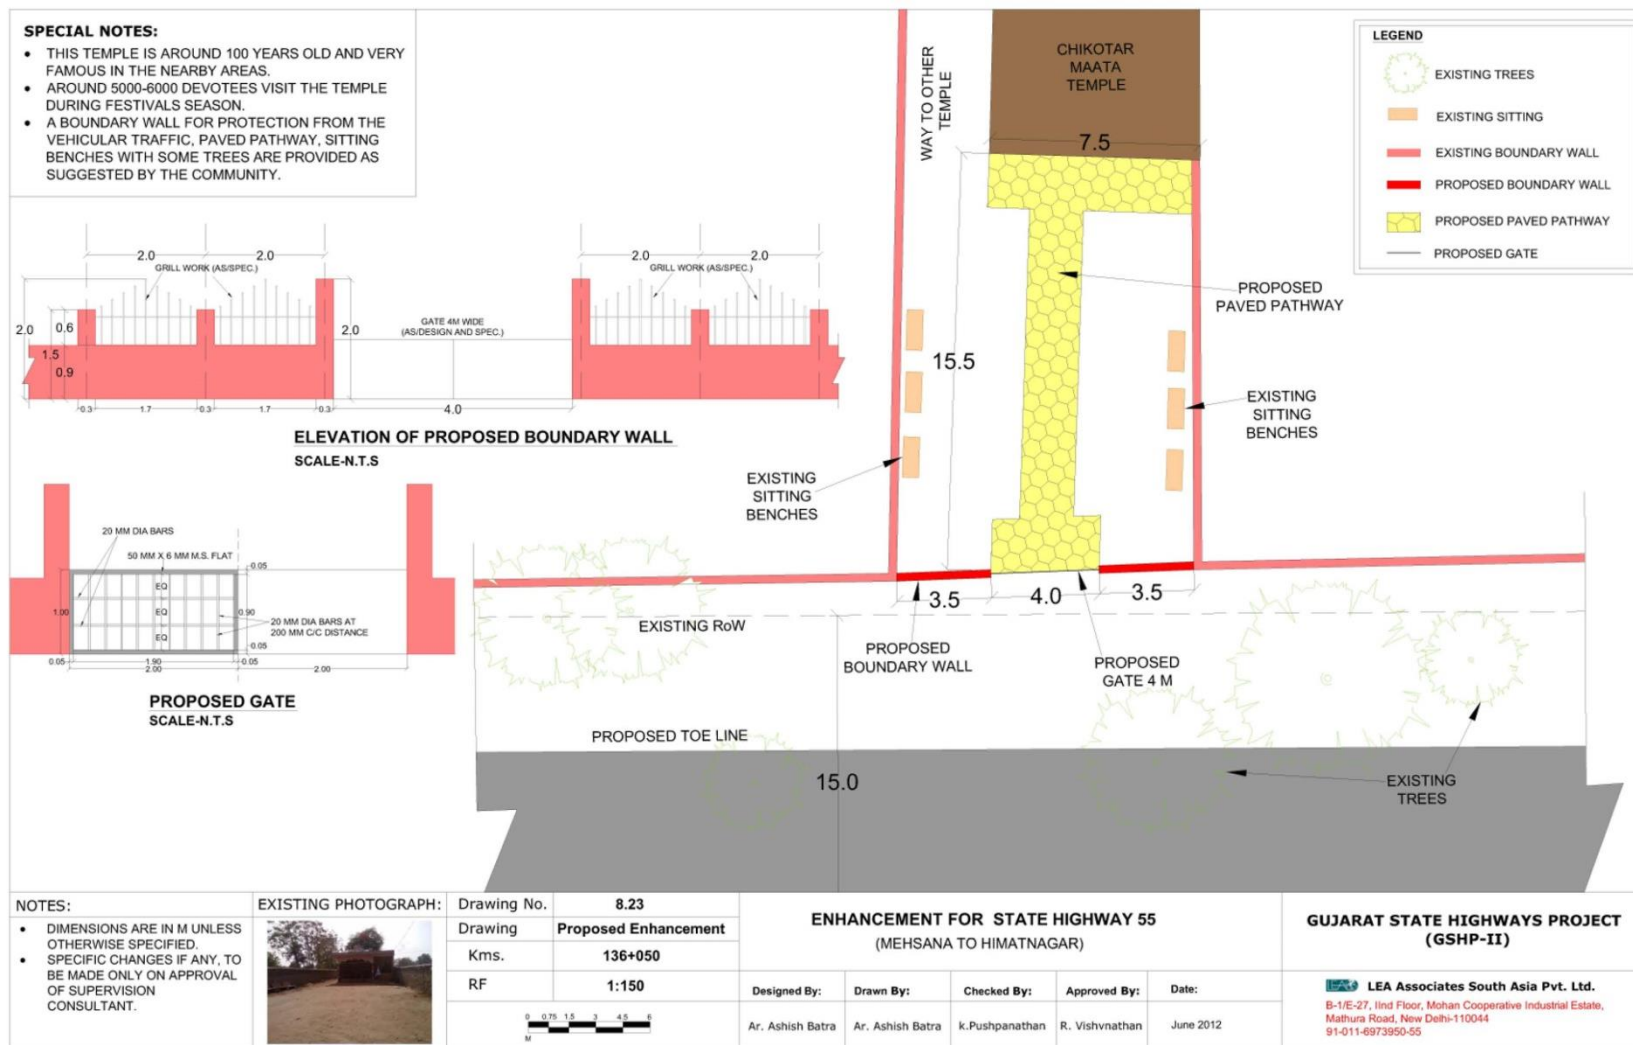 SPECIAL NOTES:
• THIS TEMPLE IS AROUND 100 YEARS OLD AND VERY
FAMOUS IN THE NEARBY AREAS.
• AROUND 5000-6000 DEVOTEES VISIT THE TEMPLE
DURING FESTIVALS SEASON.
• A BOUNDARY WALL FOR PROTECTION FROM THE
VEHICULAR TRAFFIC, PAVED PATHWAY, SITTING
BENCHES WITH SOME TREES ARE PROVIDED AS
SUGGESTED BY THE COMMUNITY.
2.0
2.0
GRILL WORK (AS/SPEC.)
2.0
0.6
1.5
0.9
2.0
GATE 4M WIDE
(AS/DESIGN AND SPEC.)
2.0
2.0
GRILL WORK (AS/SPEC.)
0.3
1.7
0.3
1.7
0.3
4.0
ELEVATION OF PROPOSED BOUNDARY WALL
SCALE-N.T.S
20 MM DIA BARS
50 MM X 6 MM M.S. FLAT
0.05
EQ
1.00
EQ
0.90
20 MM DIA BARS AT
200 MM C/C DISTANCE
EQ
0.05
0.05
1.90
0.05
2.00
2.00
PROPOSED GATE
SCALE-N.T.S
WAY TO OTHER
TEMPLE
CHIKOTAR
MAATA
TEMPLE
7.5
15.5
PROPOSED
PAVED PATHWAY
EXISTING
SITTING
BENCHES
EXISTING
SITTING
BENCHES
3.5
4.0
3.5
EXISTING RoW
PROPOSED
BOUNDARY WALL
PROPOSED
GATE 4 M
PROPOSED TOE LINE
15.0
EXISTING
TREES
LEGEND
EXISTING TREES
EXISTING SITTING
EXISTING BOUNDARY WALL
PROPOSED BOUNDARY WALL
PROPOSED PAVED PATHWAY
PROPOSED GATE
NOTES:
• DIMENSIONS ARE IN M UNLESS
OTHERWISE SPECIFIED.
• SPECIFIC CHANGES IF ANY, TO
BE MADE ONLY ON APPROVAL
OF SUPERVISION
CONSULTANT.
EXISTING PHOTOGRAPH:
Drawing No. 8.23
Drawing Proposed Enhancement
Kms. 136+050
RF 1:150
0 0.75 1.5 3 4.5 6
M
ENHANCEMENT FOR STATE HIGHWAY 55
(MEHSANA TO HIMATNAGAR)
Designed By: Drawn By: Checked By: Approved By: Date:
Ar. Ashish Batra Ar. Ashish Batra k.Pushpanathan R. Vishvnathan June 2012
GUJARAT STATE HIGHWAYS PROJECT
(GSHP-II)
LEA LEA Associates South Asia Pvt. Ltd.
B-1/E-27, IInd Floor, Mohan Cooperative Industrial Estate,
Mathura Road, New Delhi-110044
91-011-6973950-55